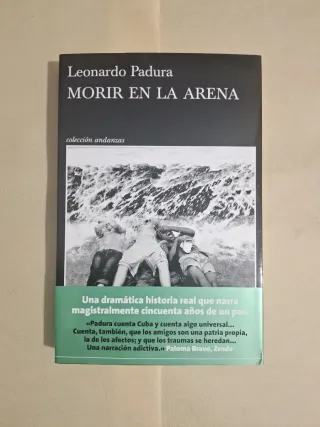 Leonardo Padura
MORIR EN LA ARENA
colección andanzas
Una dramática historia real que narra
magistralmente cincuenta años de un país
«Padura cuenta Cuba y cuenta algo universal...
Cuenta, también, que los amigos son una patria propia,
la de los afectos; y que los traumas se heredan...
Una narración adictiva.» Paloma Bravo, Zenda